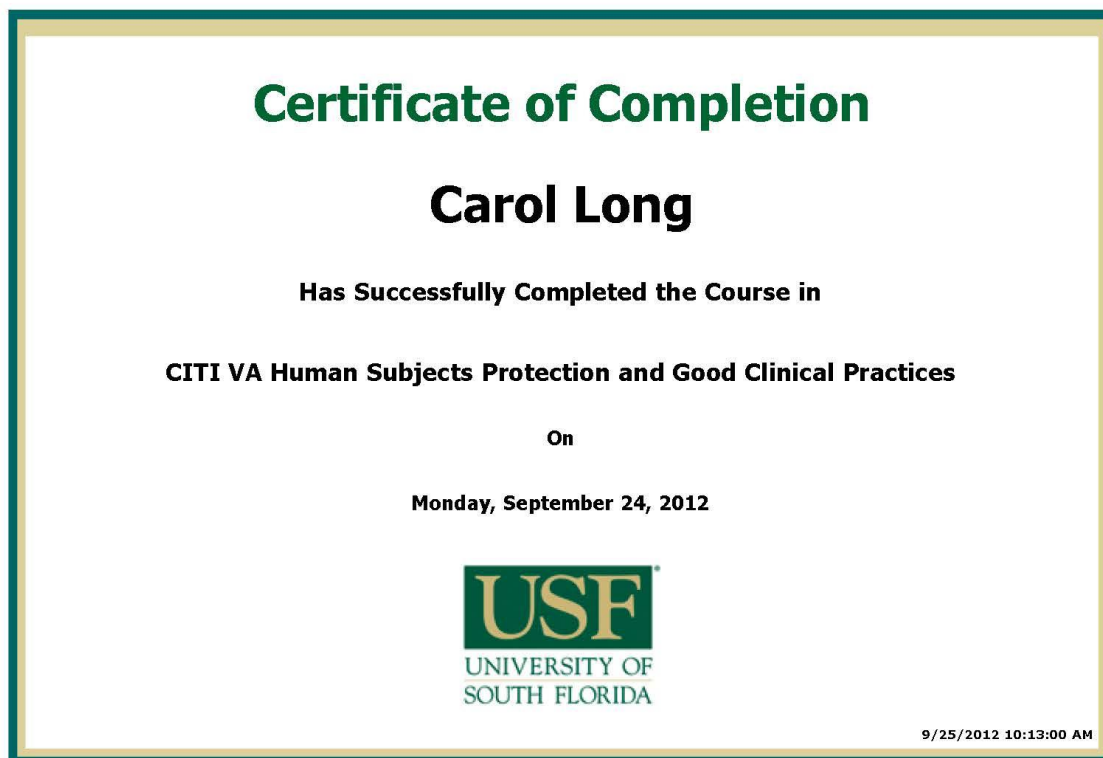 Certificate of Completion
Carol Long
Has Successfully Completed the Course in
CITI VA Human Subjects Protection and Good Clinical Practices
On
Monday, September 24, 2012
USF
UNIVERSITY OF
SOUTH FLORIDA
9/25/2012 10:13:00 AM